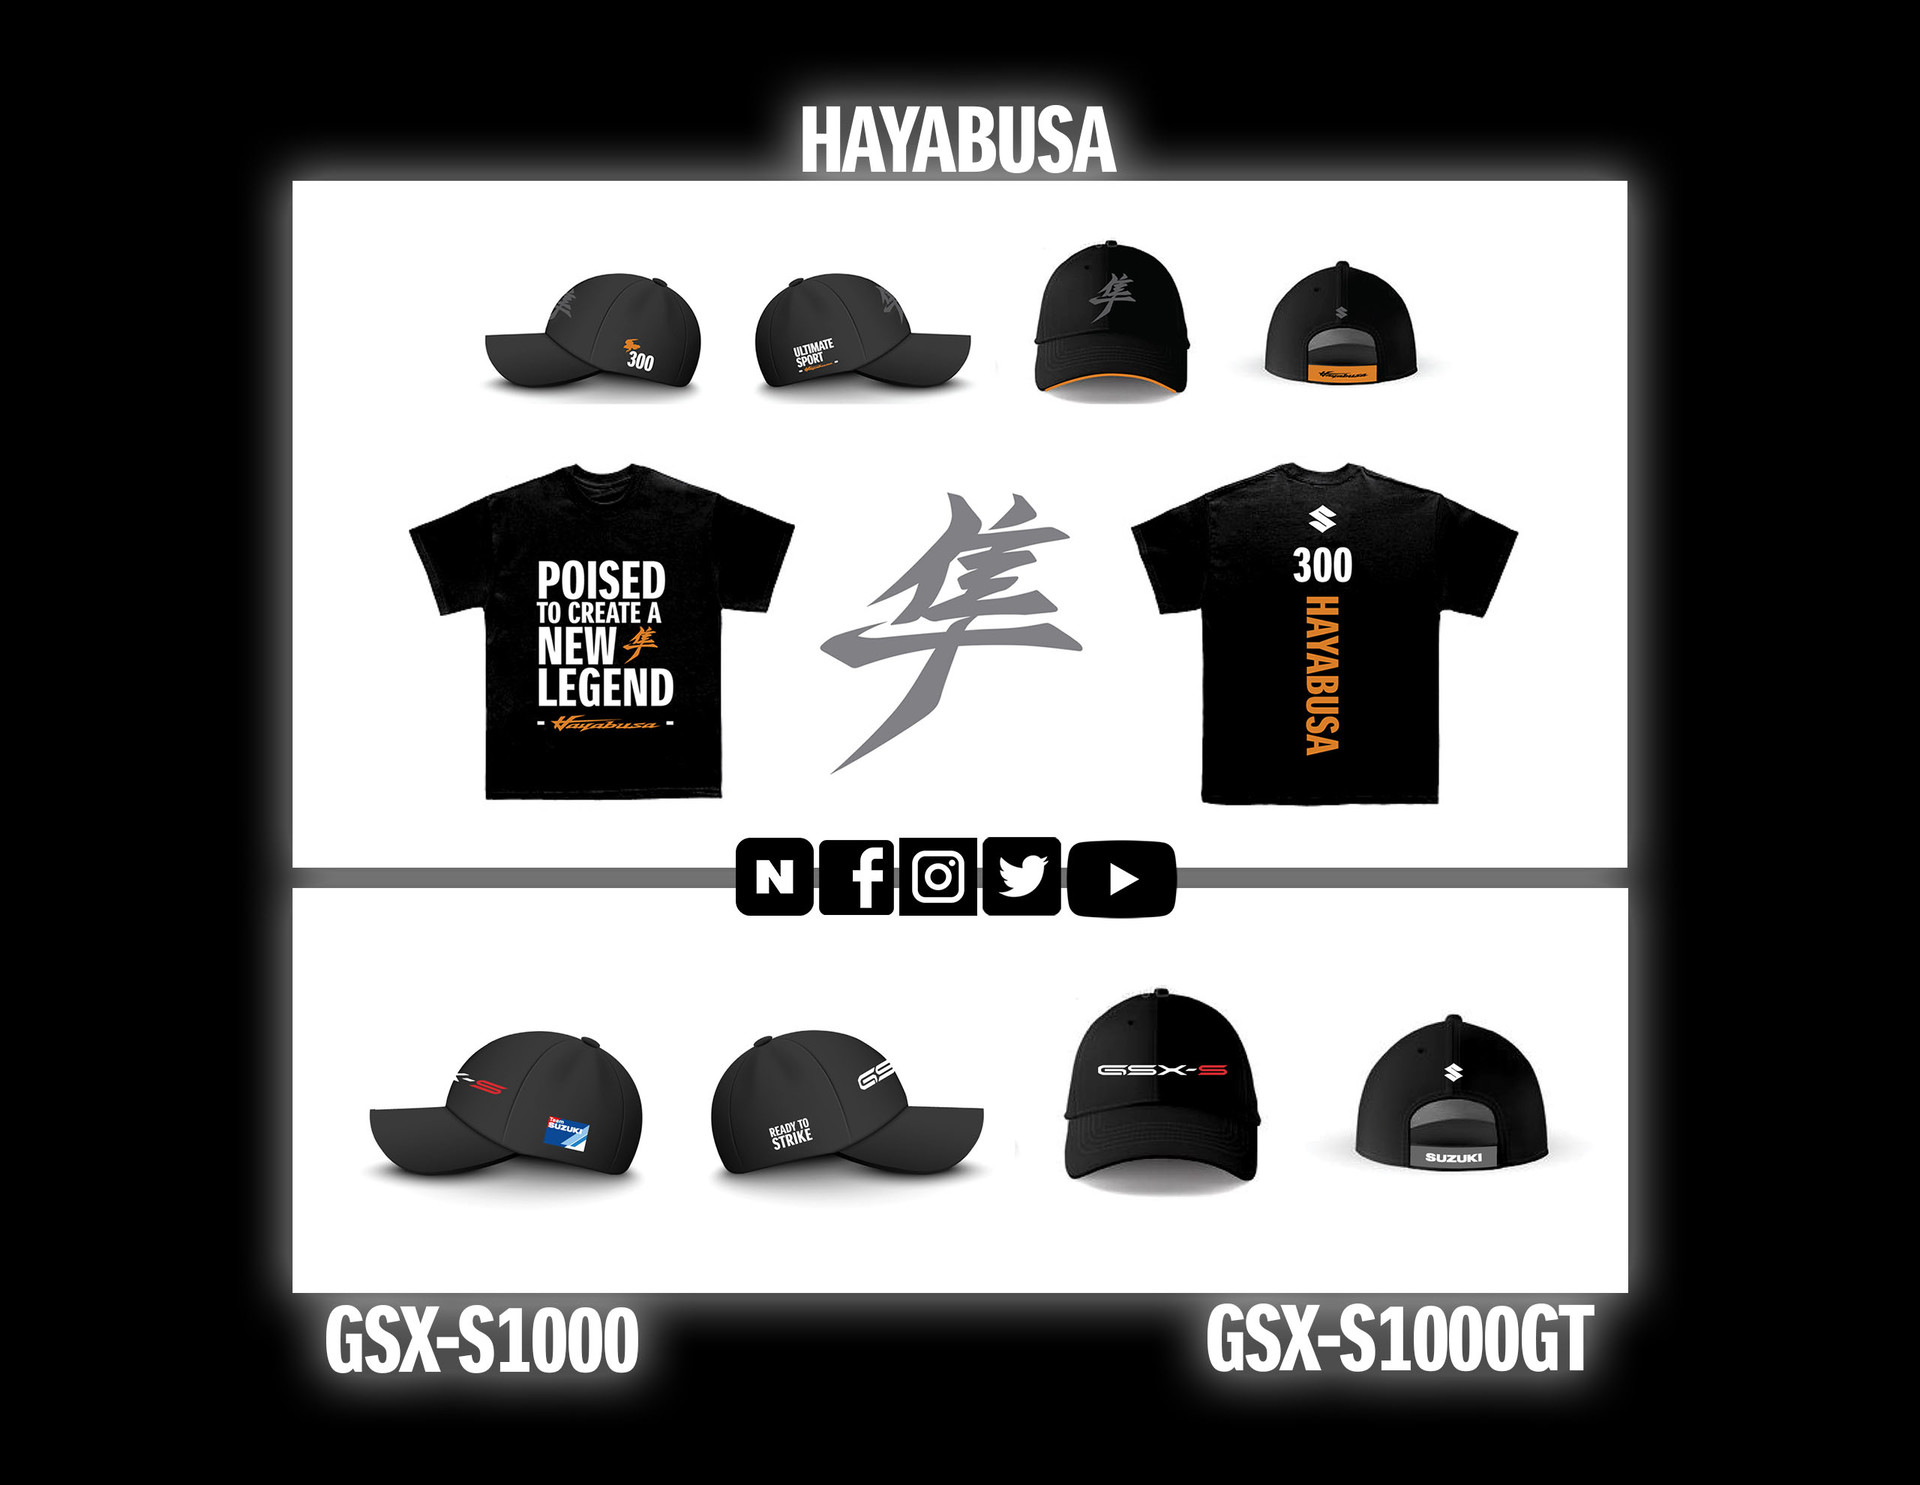 HAYABUSA
隼
300
隼
ULTIMATE
SPORT
- Hayabusa -
隼
Hayabusa
POISED
TO CREATE A
NEW 隼
LEGEND
- Hayabusa -
隼
300
HAYABUSA
N
X-S
Team
SUZUKI
GS
READY TO
STRIKE
GSX-S
SUZUKI
GSX-S1000
GSX-S1000GT